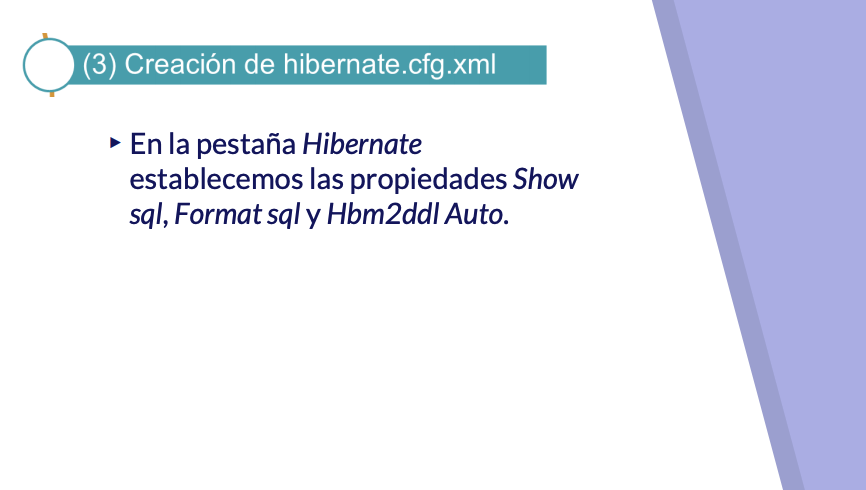 (3) Creación de hibernate.cfg.xml
▸ En la pestaña Hibernate
establecemos las propiedades Show
sql, Format sql y Hbm2ddl Auto.